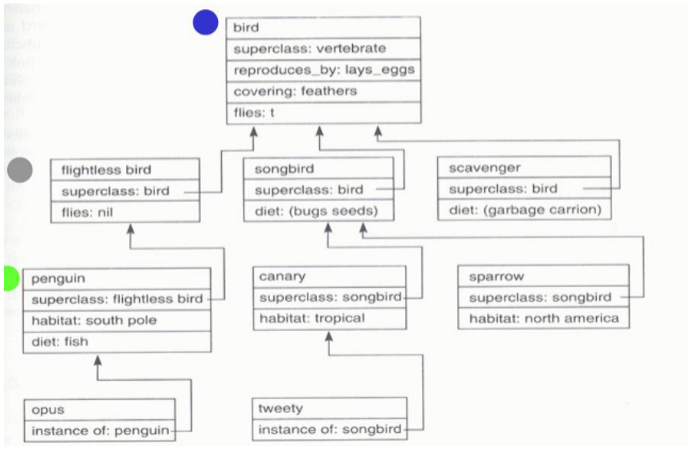 bird
superclass: vertebrate
reproduces_by: lays_eggs
covering: feathers
flies: t
flightless bird
superclass: bird
flies: nil
songbird
superclass: bird
diet: (bugs seeds)
scavenger
superclass: bird
diet: (garbage carrion)
penguin
superclass: flightless bird
habitat: south pole
diet: fish
canary
superclass: songbird
habitat: tropical
sparrow
superclass: songbird
habitat: north america
opus
instance of: penguin
tweety
instance of: songbird